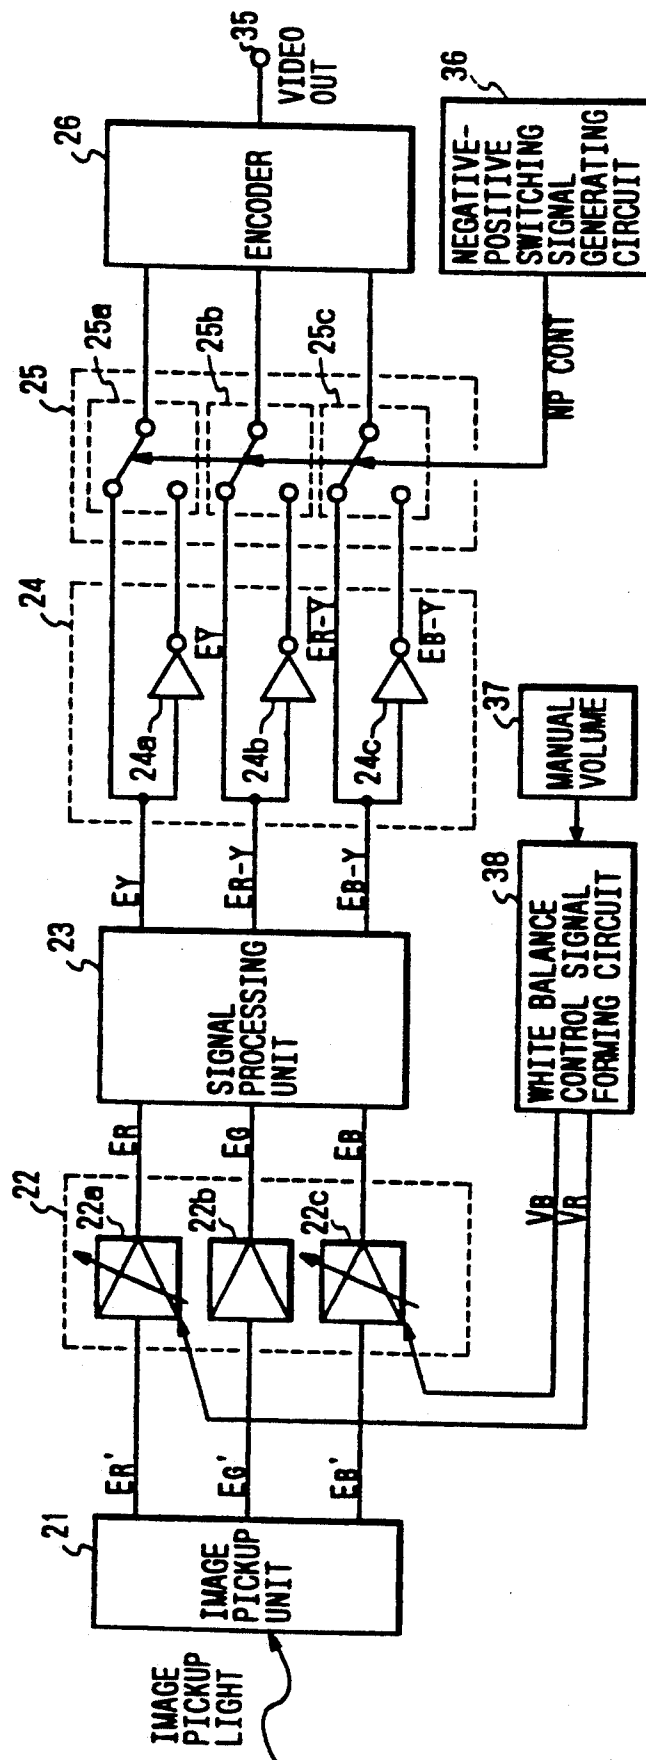 IMAGE
PICKUP
LIGHT
21
IMAGE
PICKUP
UNIT
ER'
EG'
EB'
22
22a
22b
22c
ER
EG
EB
23
SIGNAL
PROCESSING
UNIT
EY
ER-Y
EB-Y
24
24a
24b
24c
E̅Y̅
E̅R̅-̅Y̅
E̅B̅-̅Y̅
25
25a
25b
25c
26
ENCODER
35
VIDEO
OUT
36
NEGATIVE-
POSITIVE
SWITCHING
SIGNAL
GENERATING
CIRCUIT
NP CONT
37
MANUAL
VOLUME
38
WHITE BALANCE
CONTROL SIGNAL
FORMING CIRCUIT
VB
VR